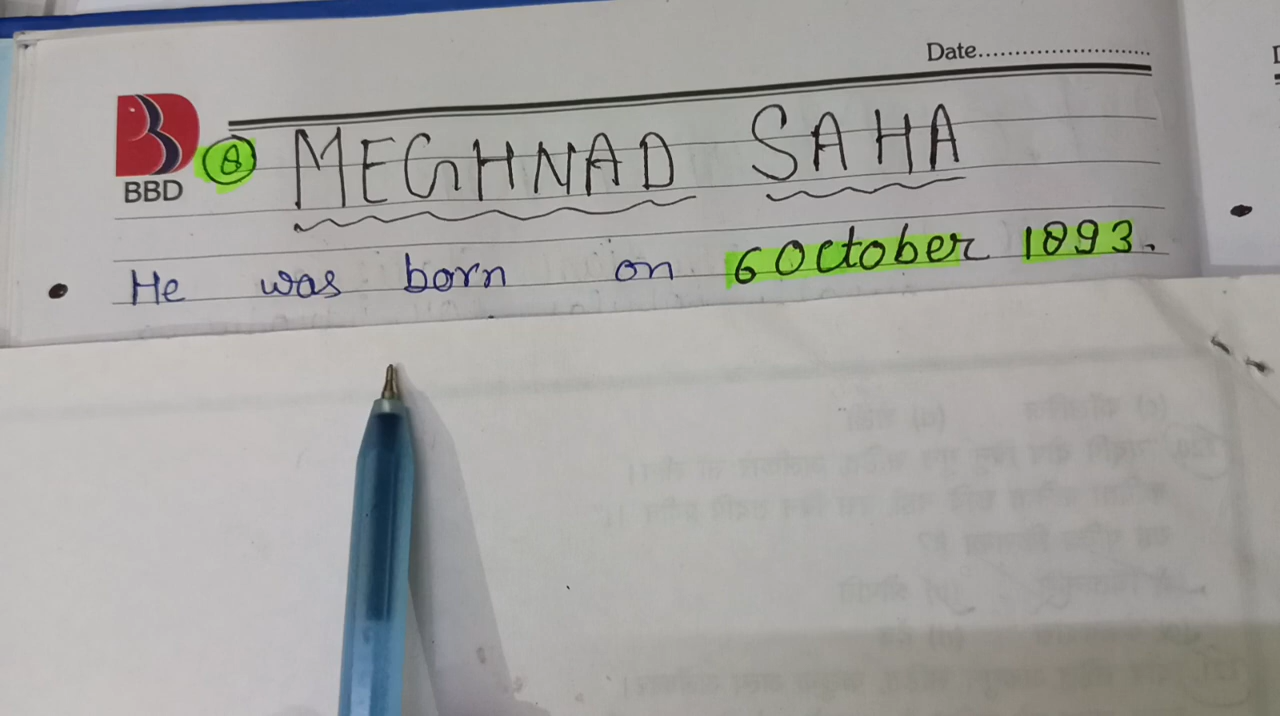 Date........................
BBD
8 MEGHNAD SAHA
• He was born on 6 October 1893.